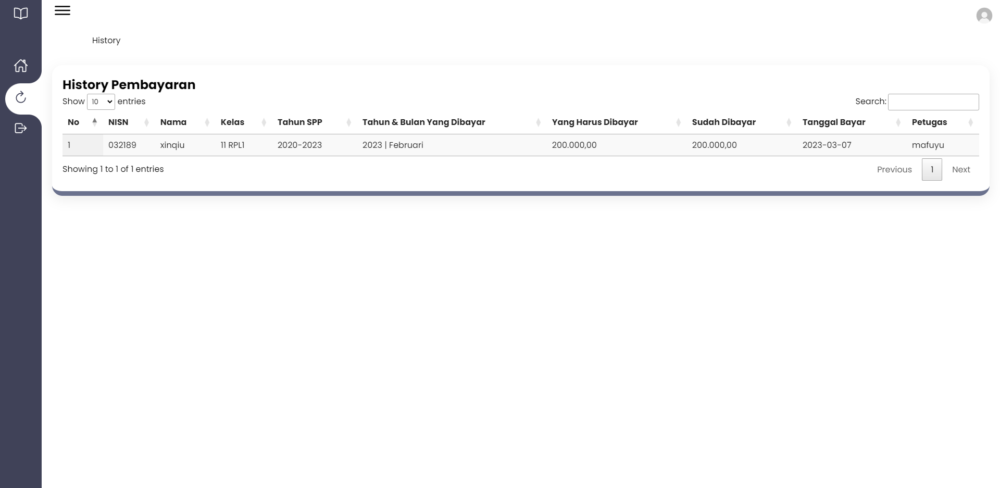 History
History Pembayaran
Show 10 entries Search:
No NISN Nama Kelas Tahun SPP Tahun & Bulan Yang Dibayar Yang Harus Dibayar Sudah Dibayar Tanggal Bayar Petugas
1 032189 xinqiu 11 RPL1 2020-2023 2023 | Februari 200.000,00 200.000,00 2023-03-07 mafuyu
Showing 1 to 1 of 1 entries Previous 1 Next